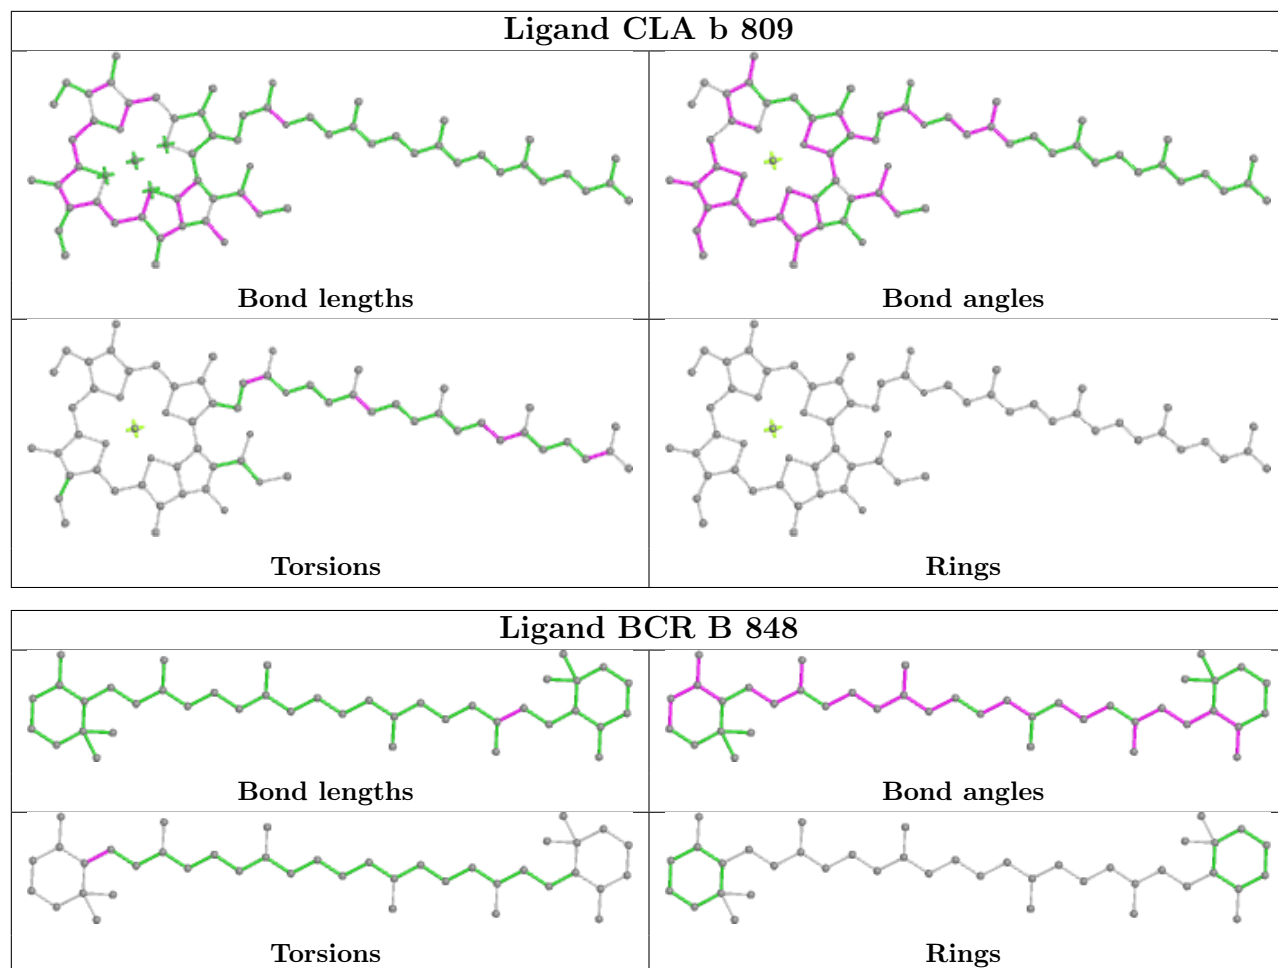 Ligand CLA b 809
Bond lengths
Bond angles
Torsions
Rings
Ligand BCR B 848
Bond lengths
Bond angles
Torsions
Rings